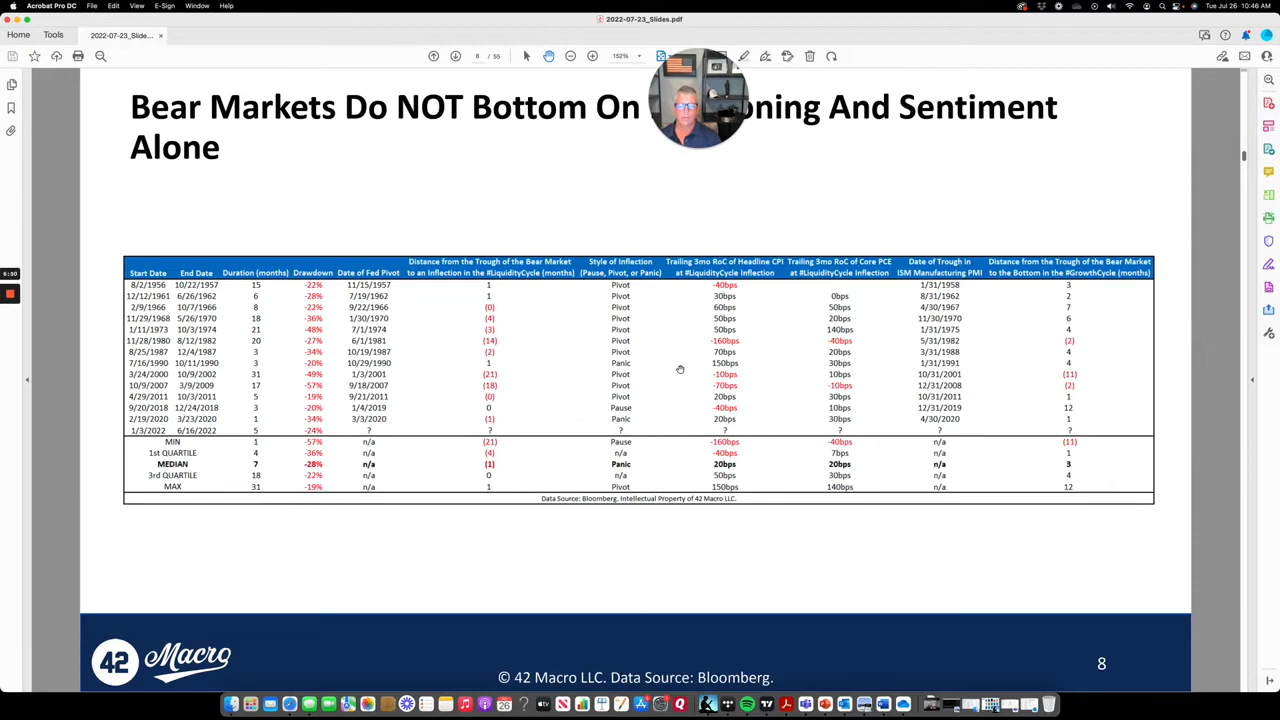 Acrobat Pro DC File Edit View E-Sign Window Help Tue Jul 26 10:46 AM
2022-07-23_Slides.pdf
Home Tools 2022-07-23_Slide... ×
8 / 55 152%
Bear Markets Do NOT Bottom On oning And Sentiment
Alone
6:50
Distance from the Trough of the Bear Market Style of Inflection Trailing 3mo RoC of Headline CPI Trailing 3mo RoC of Core PCE Date of Trough in Distance from the Trough of the Bear Market
Start Date End Date Duration (months) Drawdown Date of Fed Pivot to an Inflection in the #LiquidityCycle (months) (Pause, Pivot, or Panic) at #LiquidityCycle Inflection at #LiquidityCycle Inflection ISM Manufacturing PMI to the Bottom in the #GrowthCycle (months)
8/2/1956 10/22/1957 15 -22% 11/15/1957 1 Pivot -40bps 1/31/1958 3
12/12/1961 6/26/1962 6 -28% 7/19/1962 1 Pivot 30bps 0bps 8/31/1962 2
2/9/1966 10/7/1966 8 -22% 9/22/1966 (0) Pivot 60bps 50bps 4/30/1967 7
11/29/1968 5/26/1970 18 -36% 1/30/1970 (4) Pivot 50bps 20bps 11/30/1970 6
1/11/1973 10/3/1974 21 -48% 7/1/1974 (3) Pivot 50bps 140bps 1/31/1975 4
11/28/1980 8/12/1982 20 -27% 6/1/1981 (14) Pivot -160bps -40bps 5/31/1982 (2)
8/25/1987 12/4/1987 3 -34% 10/19/1987 (2) Pivot 70bps 20bps 3/31/1988 4
7/16/1990 10/11/1990 3 -20% 10/29/1990 1 Panic 150bps 30bps 1/31/1991 4
3/24/2000 10/9/2002 31 -49% 1/3/2001 (21) Pivot -10bps 10bps 10/31/2001 (11)
10/9/2007 3/9/2009 17 -57% 9/18/2007 (18) Pivot -70bps -10bps 12/31/2008 (2)
4/29/2011 10/3/2011 5 -19% 9/21/2011 (0) Pivot 20bps 30bps 10/31/2011 1
9/20/2018 12/24/2018 3 -20% 1/4/2019 0 Pause -40bps 10bps 12/31/2019 12
2/19/2020 3/23/2020 1 -34% 3/3/2020 (1) Panic 20bps 30bps 4/30/2020 1
1/3/2022 6/16/2022 5 -24% ? ? ? ? ? ? ?
MIN 1 -57% n/a (21) Pause -160bps -40bps n/a (11)
1st QUARTILE 4 -36% n/a (4) n/a -40bps 7bps n/a 1
MEDIAN 7 -28% n/a (1) Panic 20bps 20bps n/a 3
3rd QUARTILE 18 -22% n/a 0 n/a 50bps 30bps n/a 4
MAX 31 -19% n/a 1 Pivot 150bps 140bps n/a 12
Data Source: Bloomberg. Intellectual Property of 42 Macro LLC.
42 Macro
© 42 Macro LLC. Data Source: Bloomberg.
8